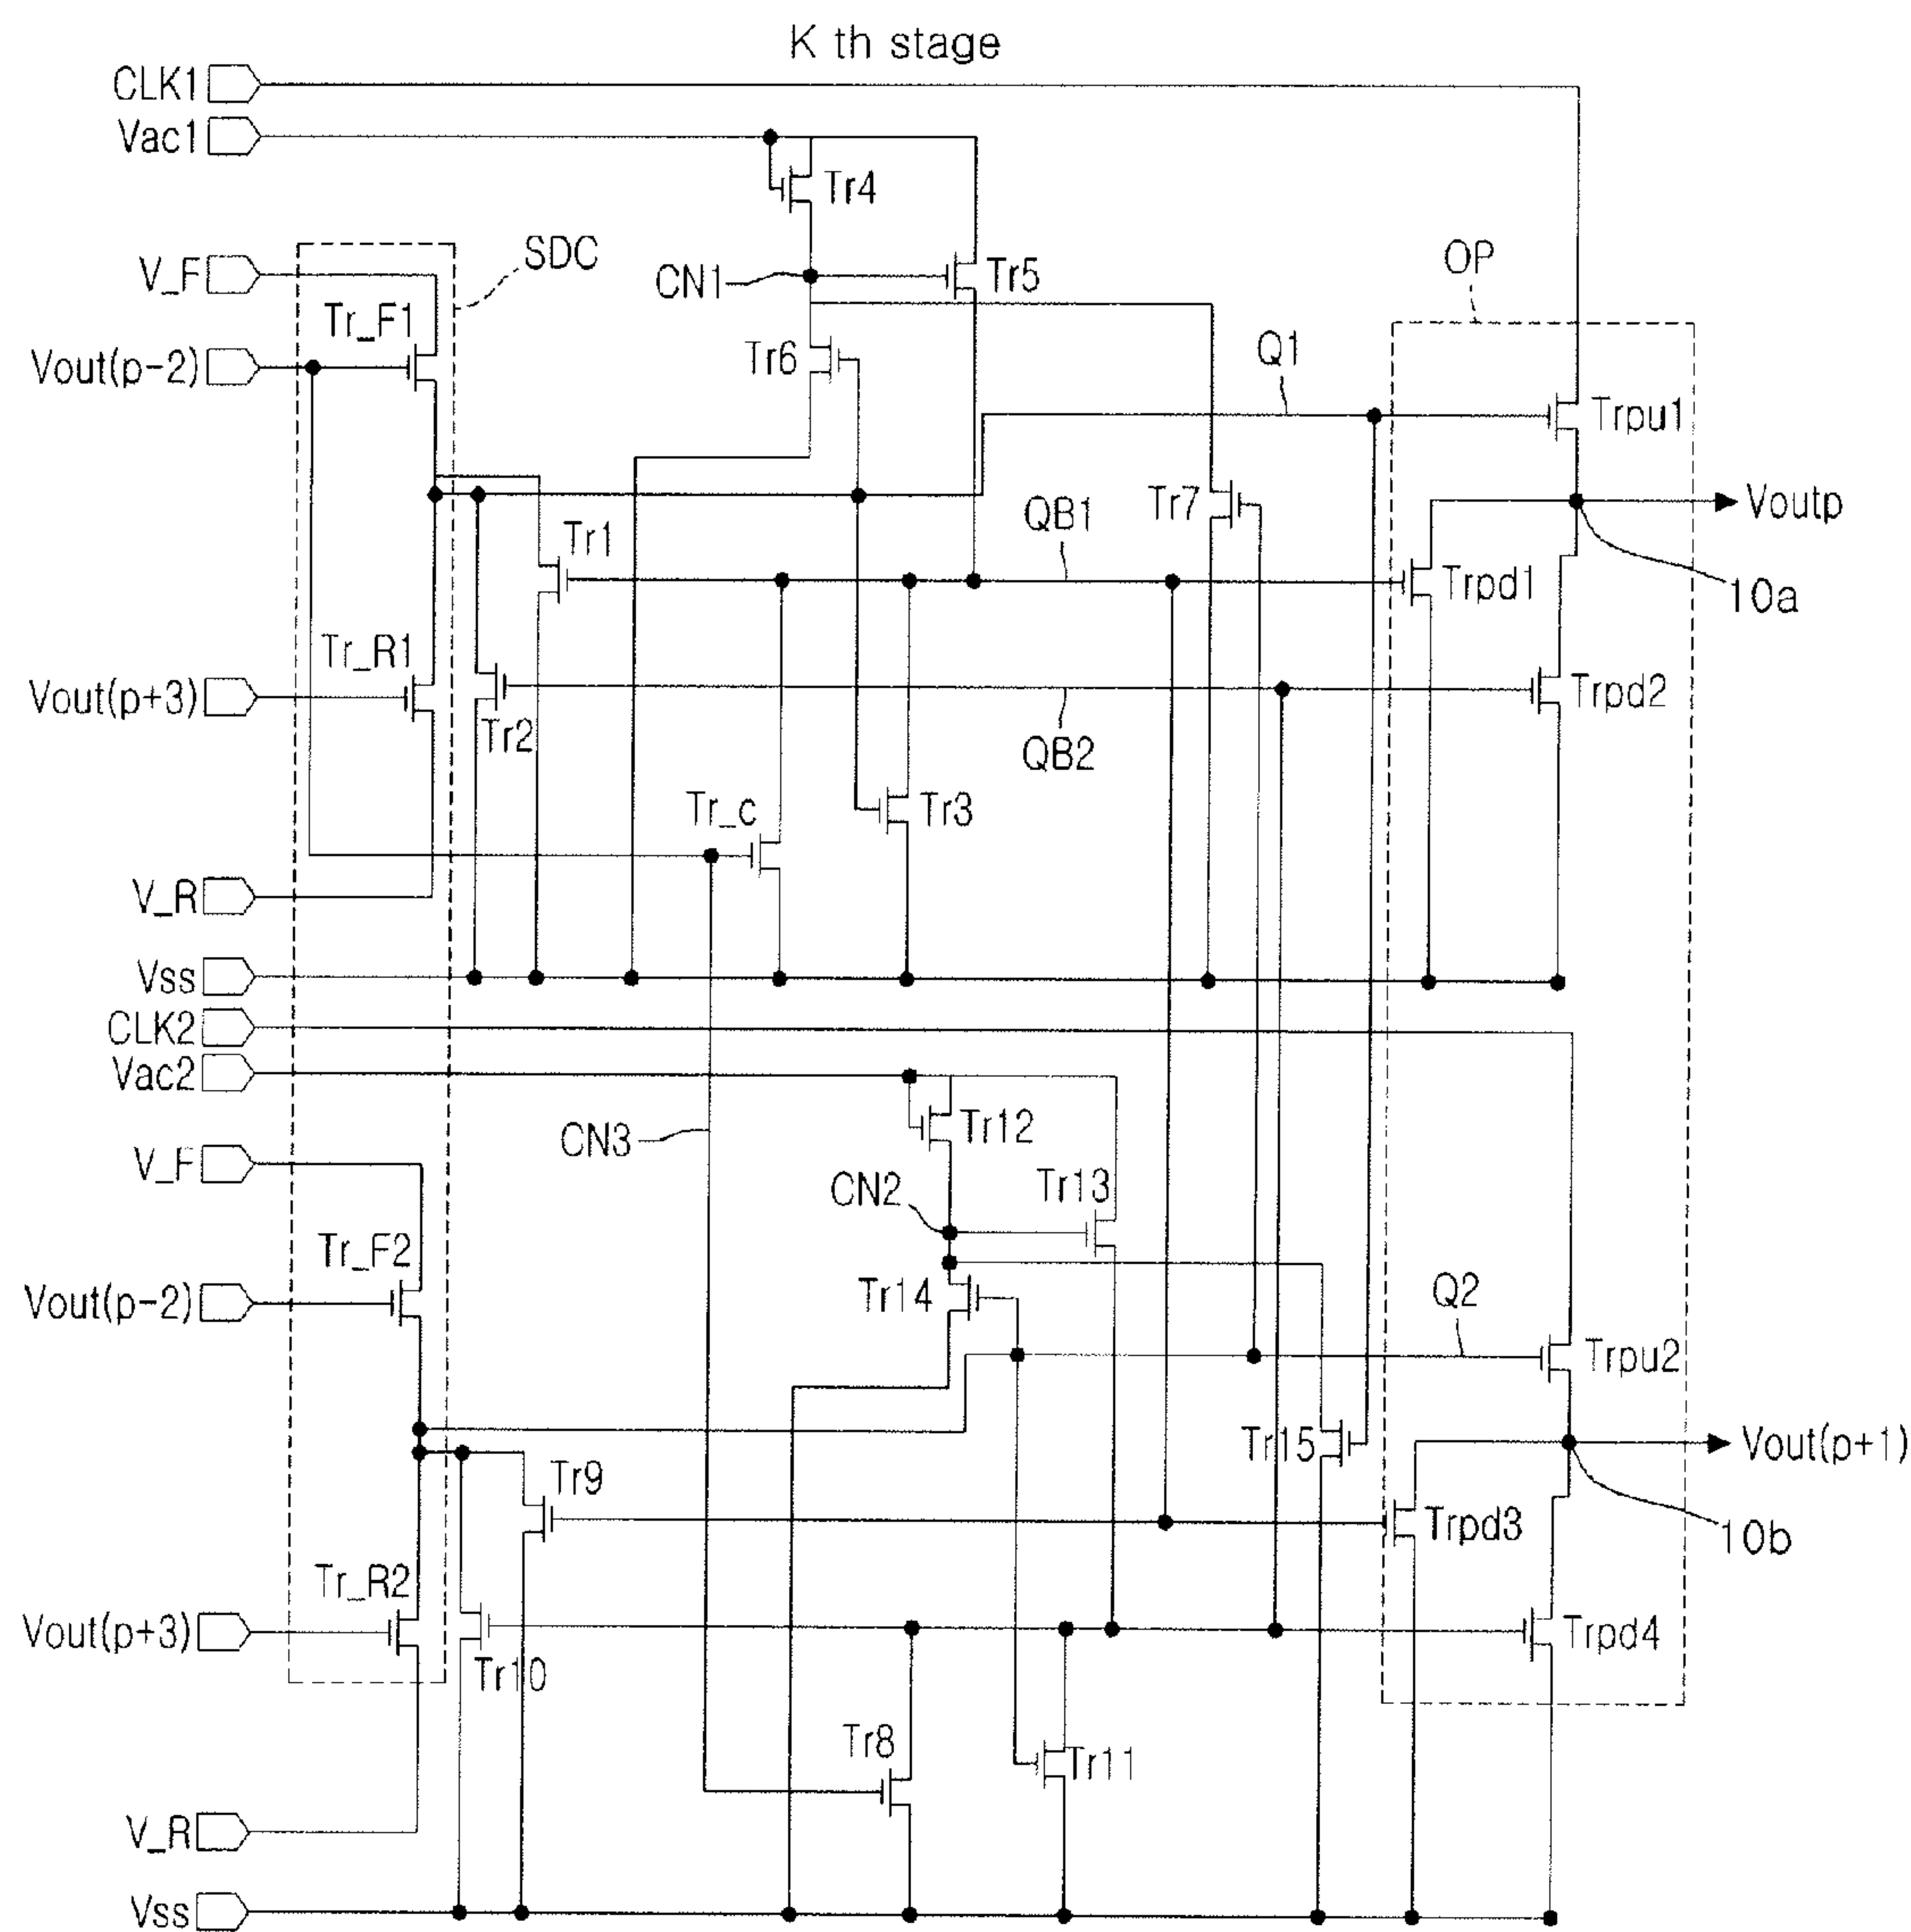 K th stage
CLK1
Vac1
Tr4
V_F
SDC
CN1
Tr5
OP
Tr_F1
Vout(p-2)
Tr6
Q1
Trpu1
Tr7
Voutp
QB1
Tr1
Trpd1
10a
Tr_R1
Vout(p+3)
Tr2
Trpd2
QB2
Tr_c
Tr3
V_R
Vss
CLK2
Vac2
Tr12
CN3
V_F
CN2
Tr13
Tr_F2
Vout(p-2)
Tr14
Q2
Trpu2
Tr15
Vout(p+1)
Tr9
Trpd3
10b
Tr_R2
Vout(p+3)
Trpd4
Tr10
Tr8
Tr11
V_R
Vss